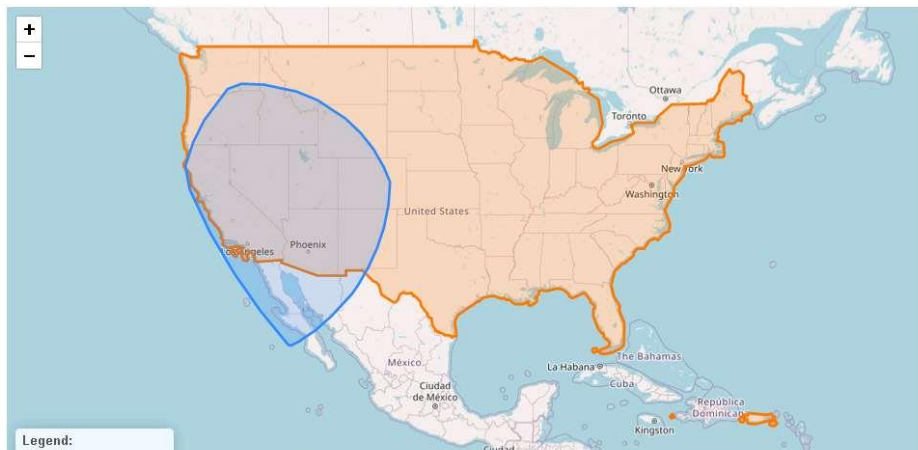 +
−
Ottawa
Toronto
New York
Washington
United States
Los Angeles
Phoenix
The Bahamas
La Habana
Cuba
México
Ciudad
de México
República
Dominicana
Kingston
Ciudad
Legend: